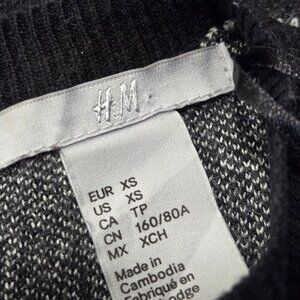 H&M
EUR XS
US XS
CA TP
CN 160/80A
MX XCH
Made in
Cambodia
Fabriqué en